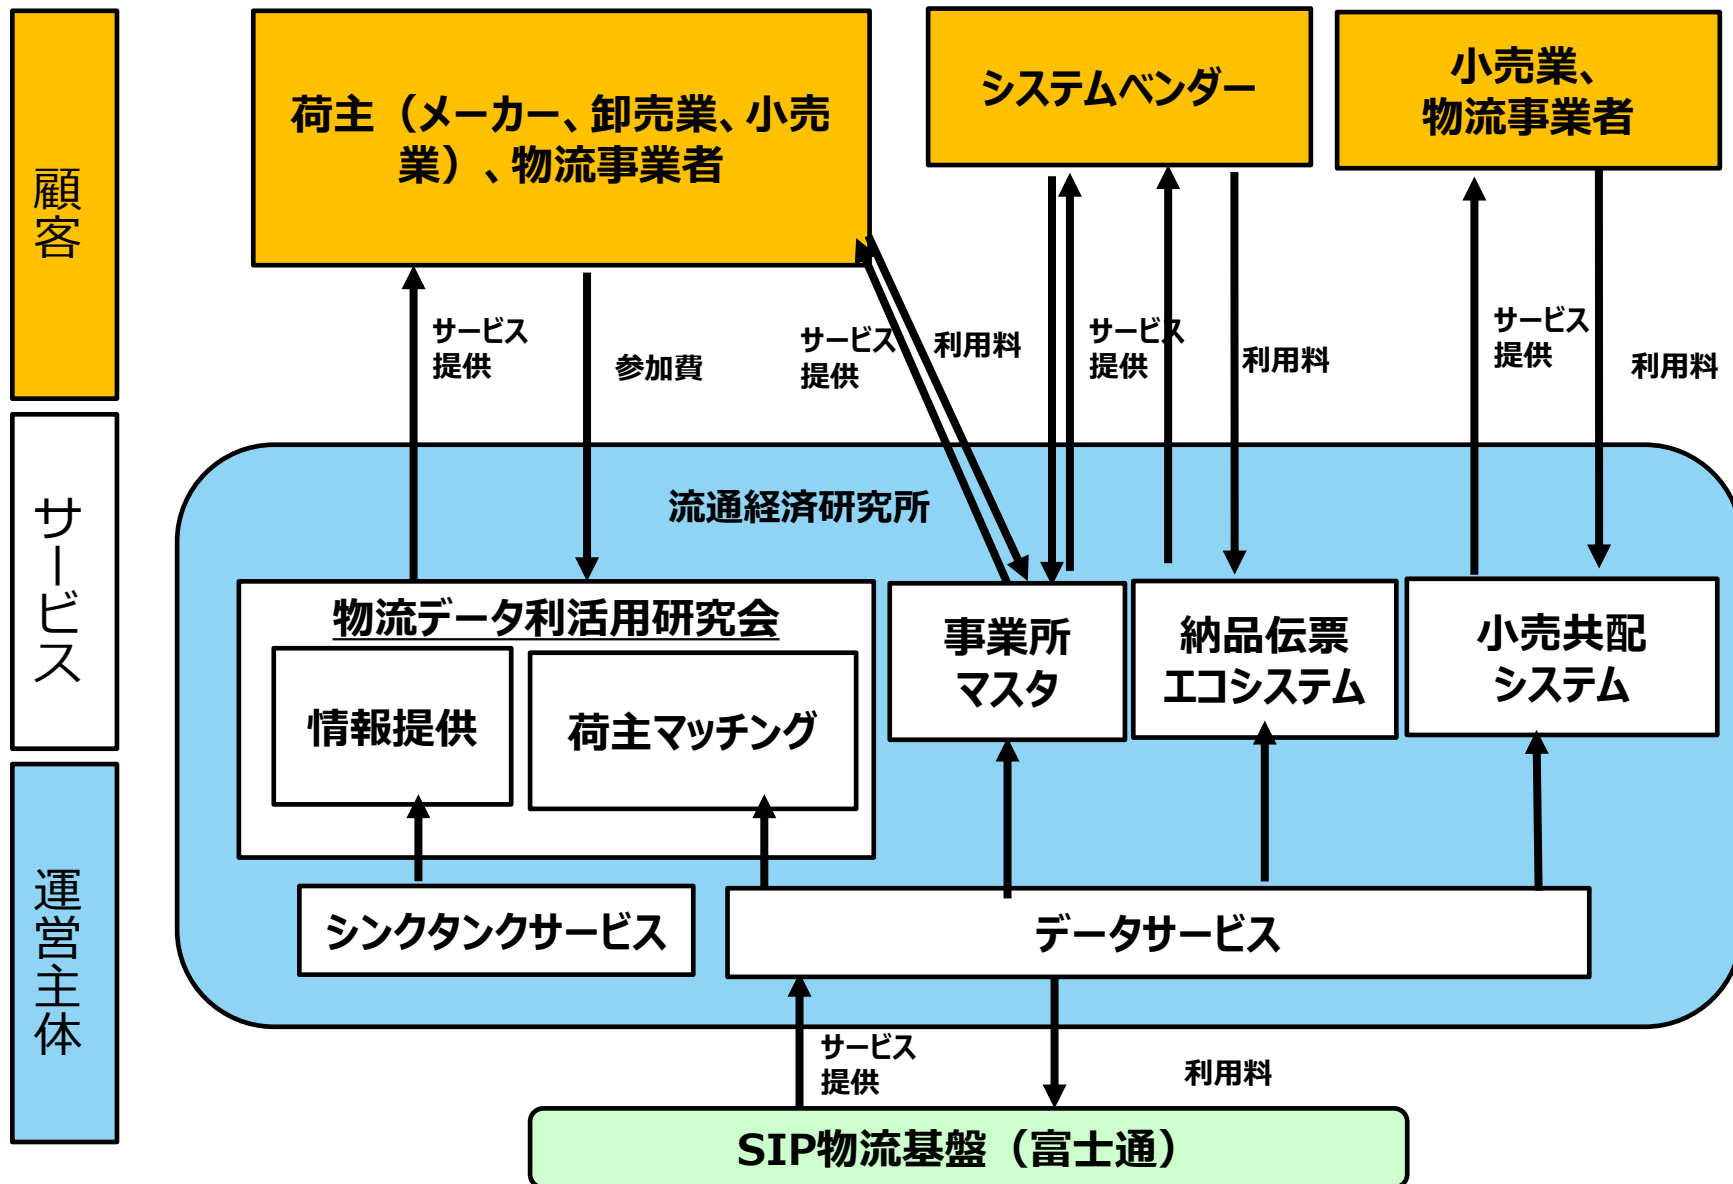 顧客
荷主（メーカー、卸売業、小売
業）、物流事業者
システムベンダー
小売業、
物流事業者
サービス
提供
参加費
サービス
提供
利用料
サービス
提供
利用料
サービス
提供
利用料
サービス
流通経済研究所
物流データ利活用研究会
情報提供
荷主マッチング
事業所
マスタ
納品伝票
エコシステム
小売共配
システム
運営主体
シンクタンクサービス
データサービス
サービス
提供
利用料
SIP物流基盤（富士通）